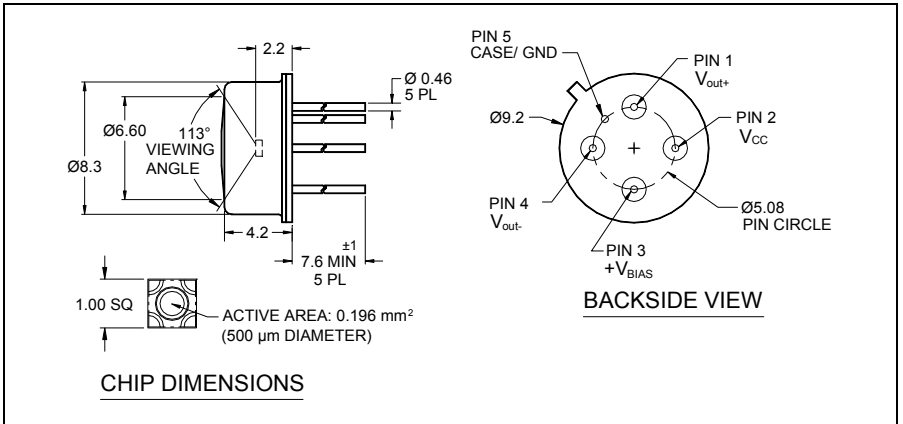 2.2
Ø 0.46
5 PL
Ø8.3
Ø6.60
113°
VIEWING
ANGLE
4.2
±1
7.6 MIN
5 PL
1.00 SQ
ACTIVE AREA: 0.196 mm²
(500 µm DIAMETER)
CHIP DIMENSIONS
PIN 5
CASE/ GND
PIN 1
Vout+
Ø9.2
PIN 2
VCC
PIN 4
Vout-
Ø5.08
PIN CIRCLE
PIN 3
+VBIAS
BACKSIDE VIEW